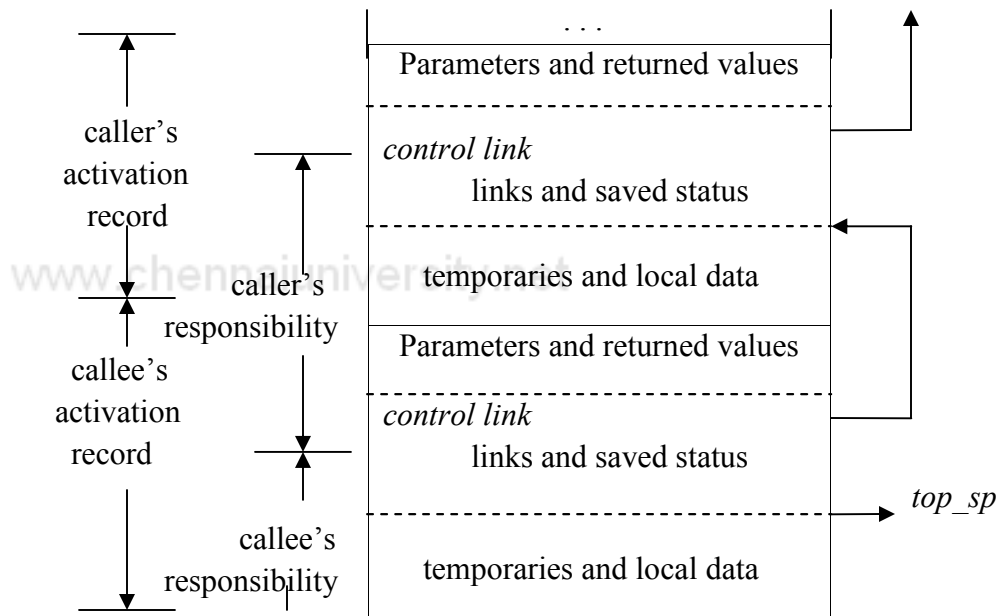 . . .
Parameters and returned values
caller's
activation
record
control link
links and saved status
www.chennaiuniversity.net
temporaries and local data
caller's
responsibility
Parameters and returned values
callee's
activation
record
control link
links and saved status
top_sp
callee's
responsibility
temporaries and local data